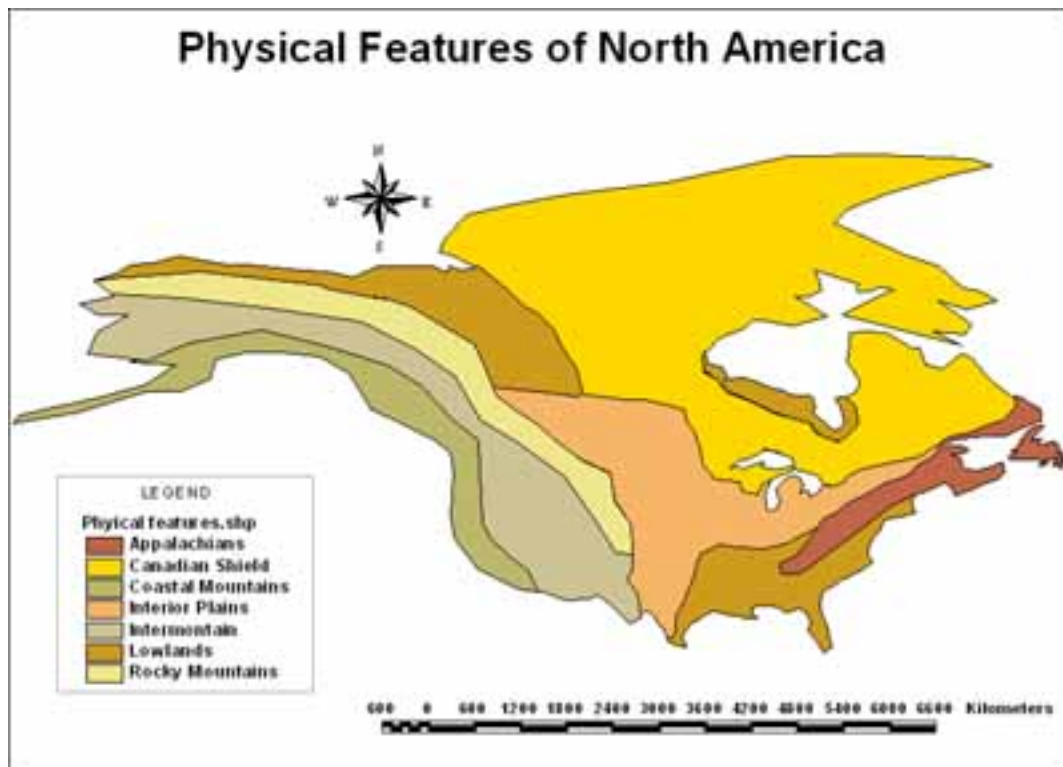 Physical Features of North America
N
W E
S
LEGEND
Phyical features.shp
Appalachians
Canadian Shield
Coastal Mountains
Interior Plains
Intermontain
Lowlands
Rocky Mountains
600 0 600 1200 1800 2400 3000 3600 4200 4800 5400 6000 6600 Kilometers